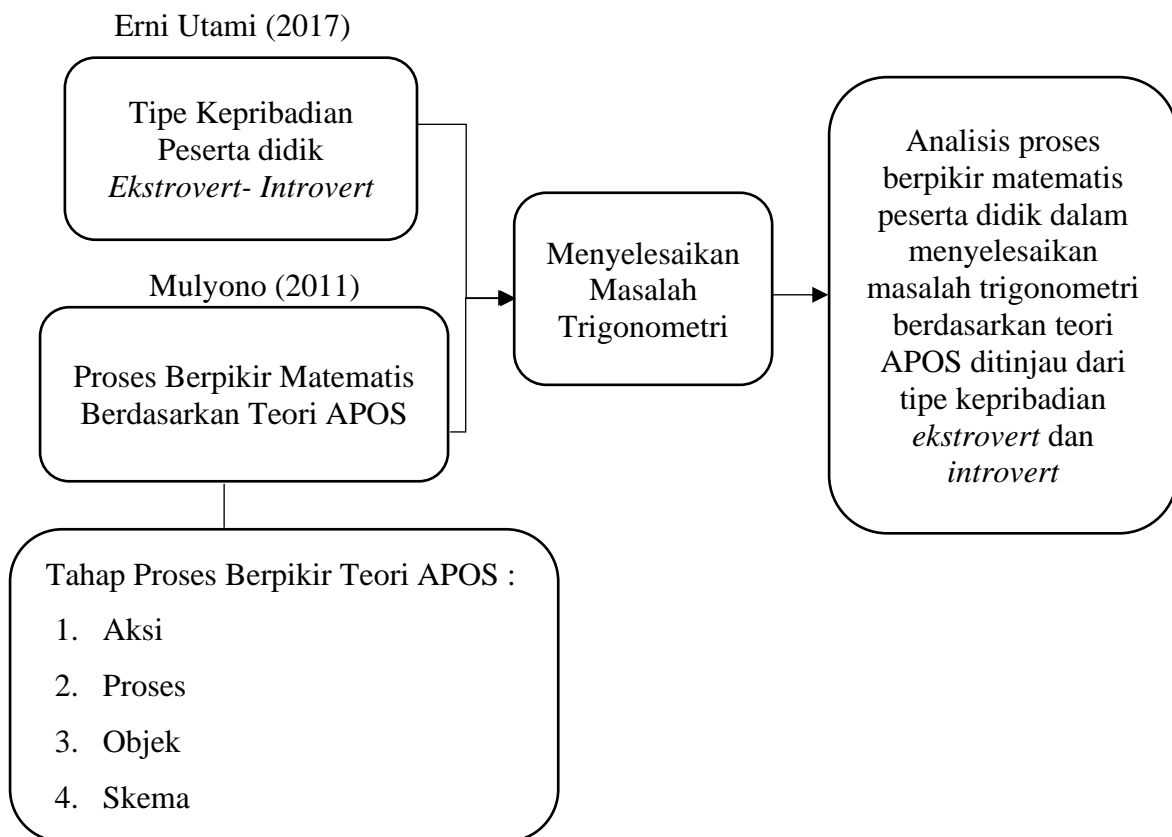 Erni Utami (2017)
Tipe Kepribadian
Peserta didik
Ekstrovert- Introvert
Mulyono (2011)
Proses Berpikir Matematis
Berdasarkan Teori APOS
Tahap Proses Berpikir Teori APOS :
1. Aksi
2. Proses
3. Objek
4. Skema
Menyelesaikan
Masalah
Trigonometri
Analisis proses
berpikir matematis
peserta didik dalam
menyelesaikan
masalah trigonometri
berdasarkan teori
APOS ditinjau dari
tipe kepribadian
ekstrovert dan
introvert